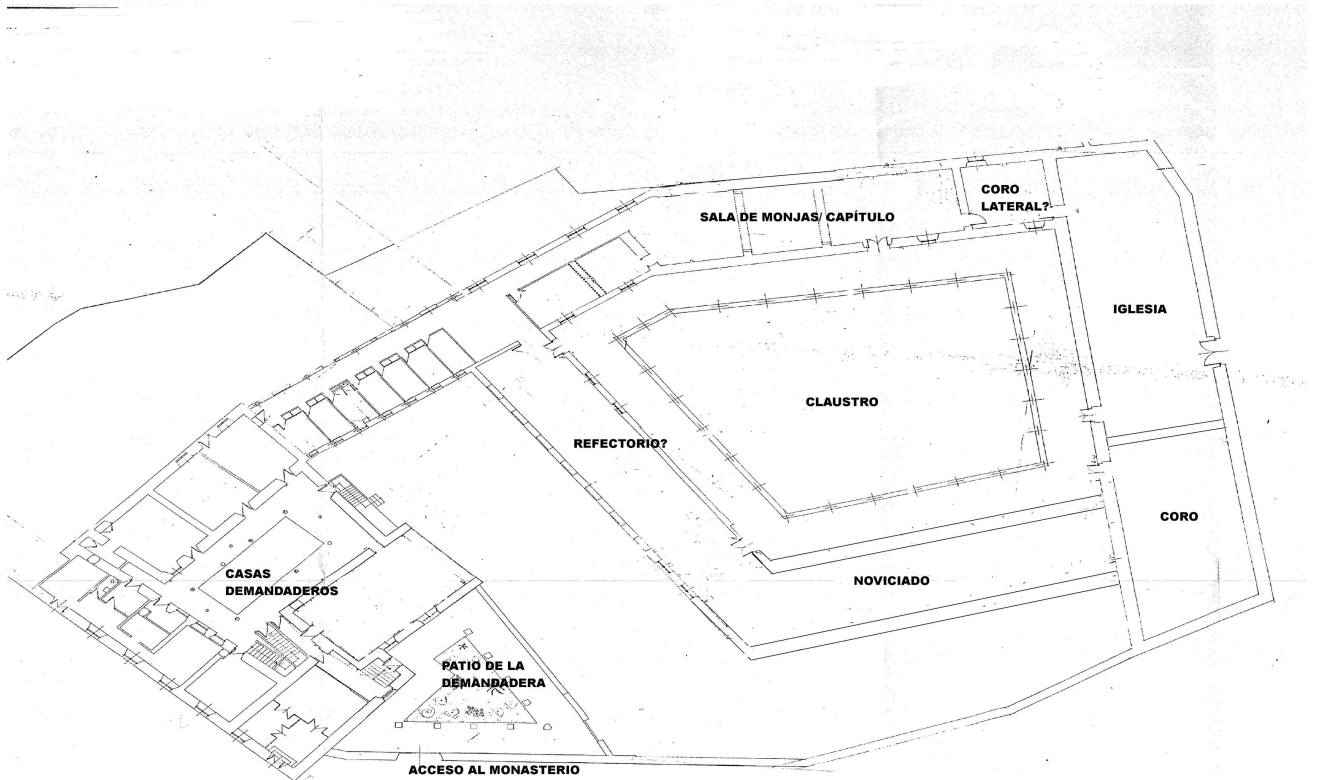 CORO
LATERAL?
SALA DE MONJAS/ CAPÍTULO
IGLESIA
CLAUSTRO
REFECTORIO?
CORO
NOVICIADO
CASAS
DEMANDADEROS
PATIO DE LA
DEMANDADERA
ACCESO AL MONASTERIO